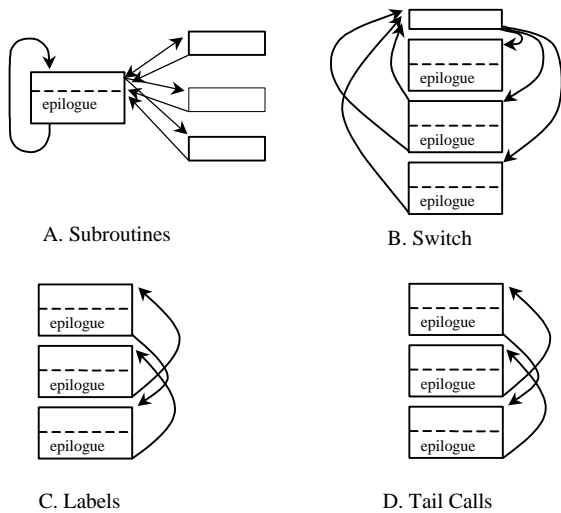 epilogue
epilogue
epilogue
epilogue
A. Subroutines
B. Switch
epilogue
epilogue
epilogue
epilogue
epilogue
epilogue
C. Labels
D. Tail Calls